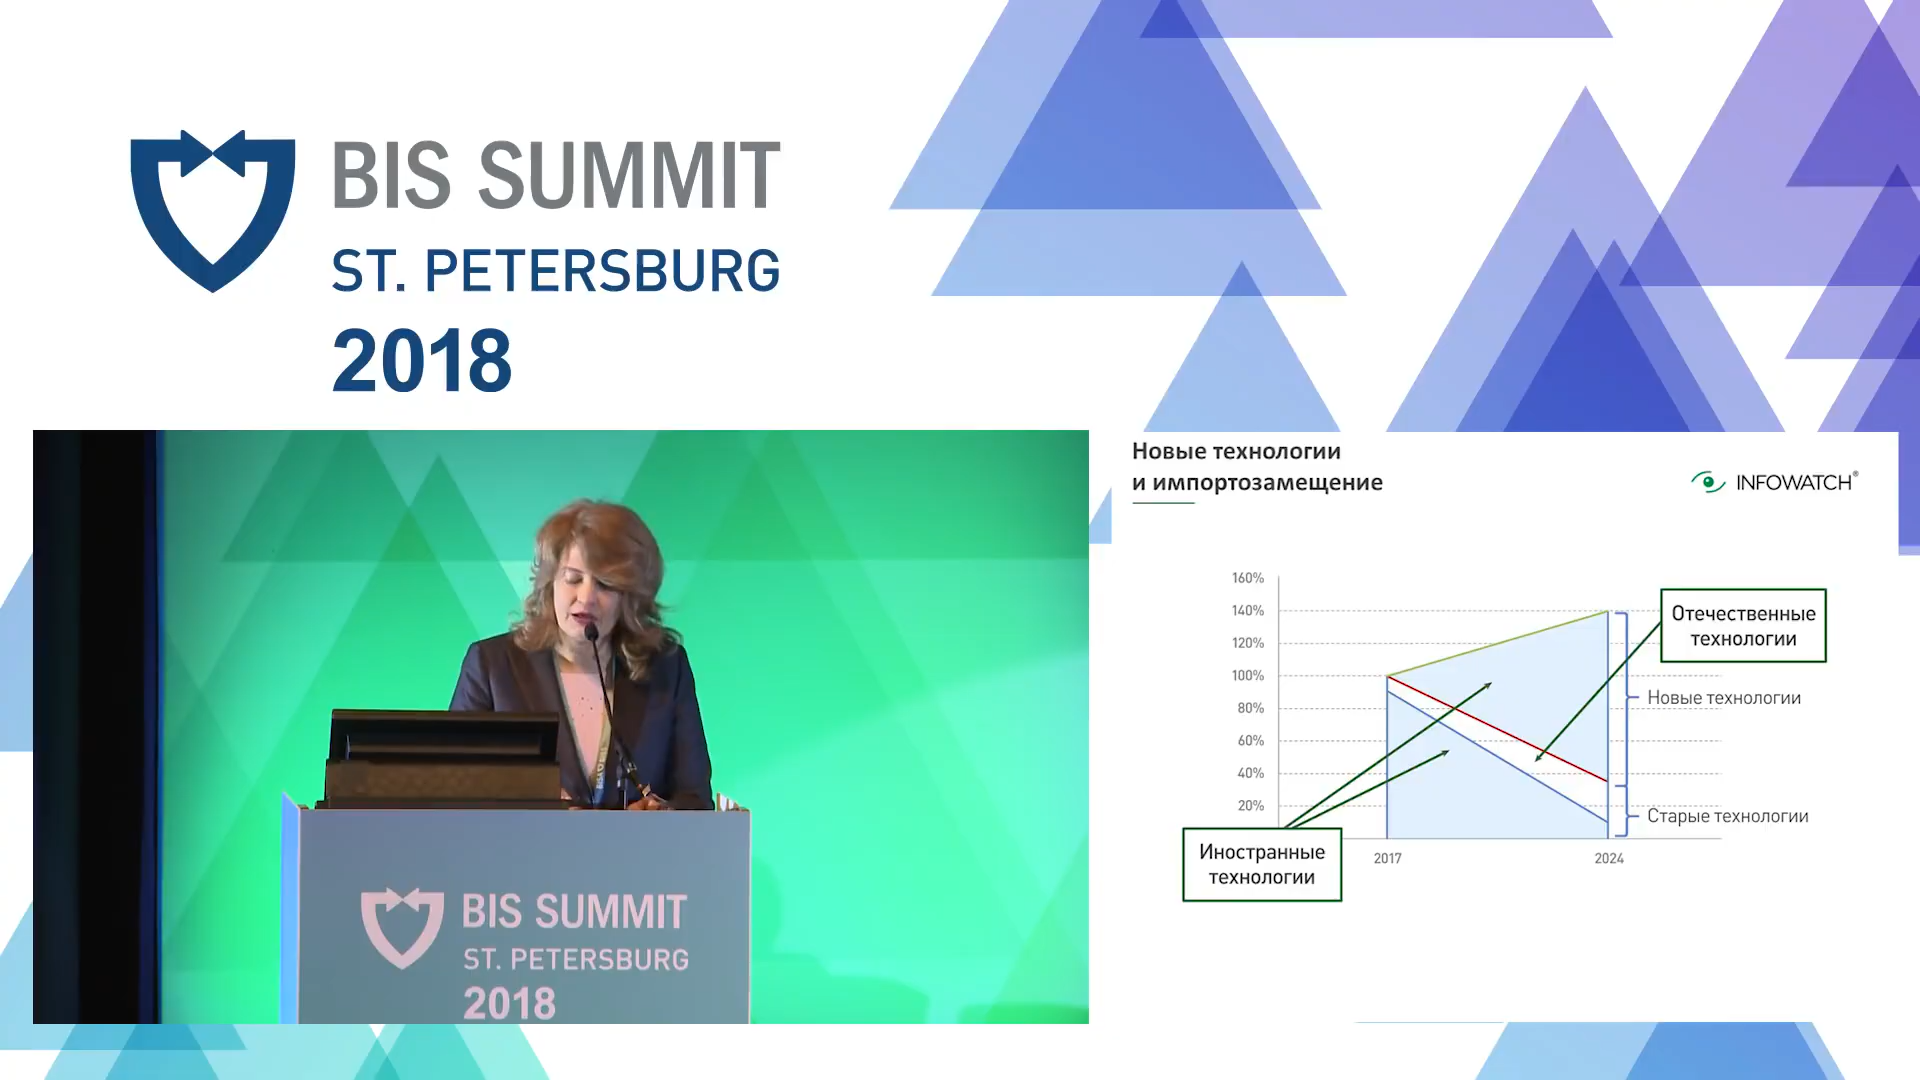 BIS SUMMIT
ST. PETERSBURG
2018
BIS SUMMIT
ST. PETERSBURG
2018
Новые технологии
и импортозамещение
INFOWATCH®
160%
140%
120%
100%
80%
60%
40%
20%
2017
2024
Отечественные
технологии
Новые технологии
Старые технологии
Иностранные
технологии